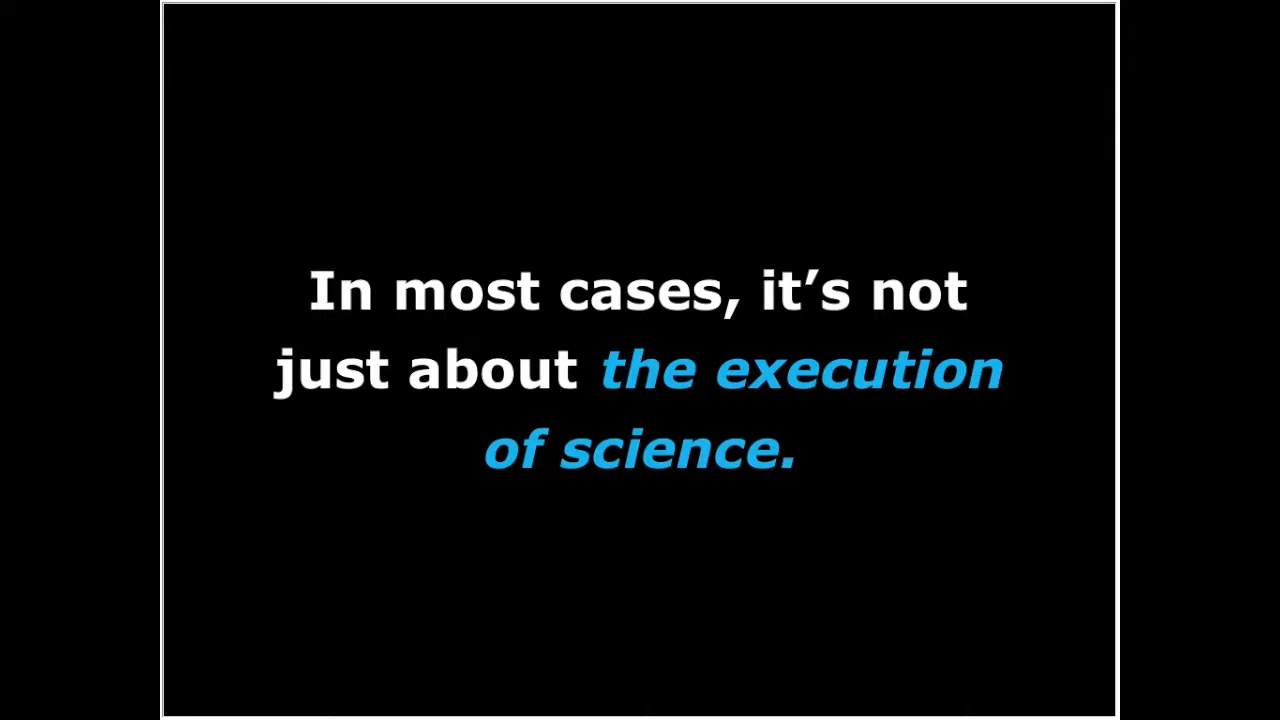 In most cases, it’s not
just about the execution
of science.